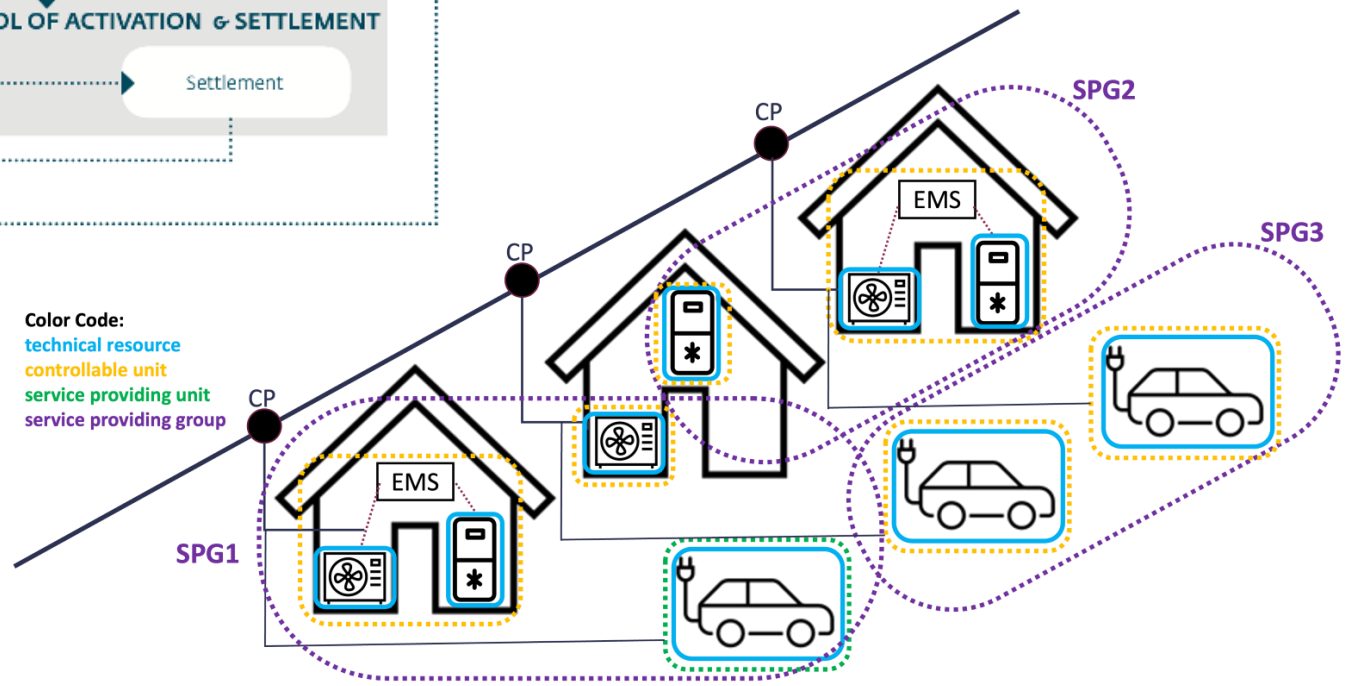 OL OF ACTIVATION & SETTLEMENT
Settlement
SPG2
CP
EMS
SPG3
CP
Color Code:
technical resource
controllable unit
service providing unit
service providing group
CP
EMS
SPG1